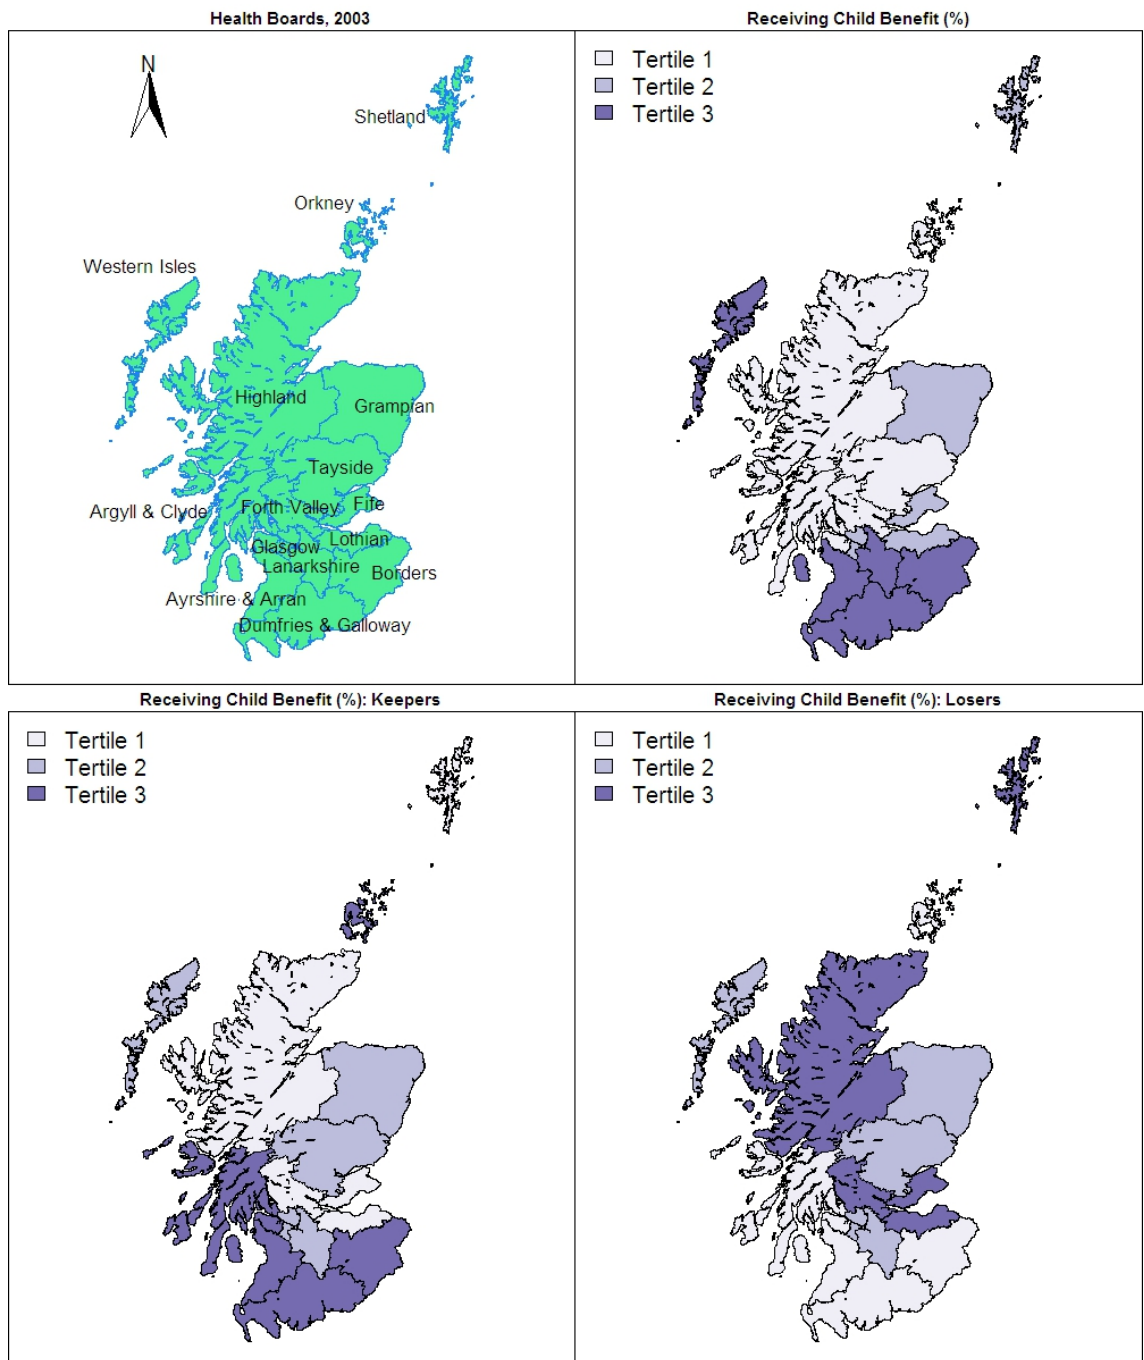 Health Boards, 2003
N
Shetland
Orkney
Western Isles
Highland
Grampian
Tayside
Argyll & Clyde
Forth Valley
Fife
Glasgow
Lothian
Lanarkshire
Borders
Ayrshire & Arran
Dumfries & Galloway
Receiving Child Benefit (%)
Tertile 1
Tertile 2
Tertile 3
Receiving Child Benefit (%): Keepers
Tertile 1
Tertile 2
Tertile 3
Receiving Child Benefit (%): Losers
Tertile 1
Tertile 2
Tertile 3